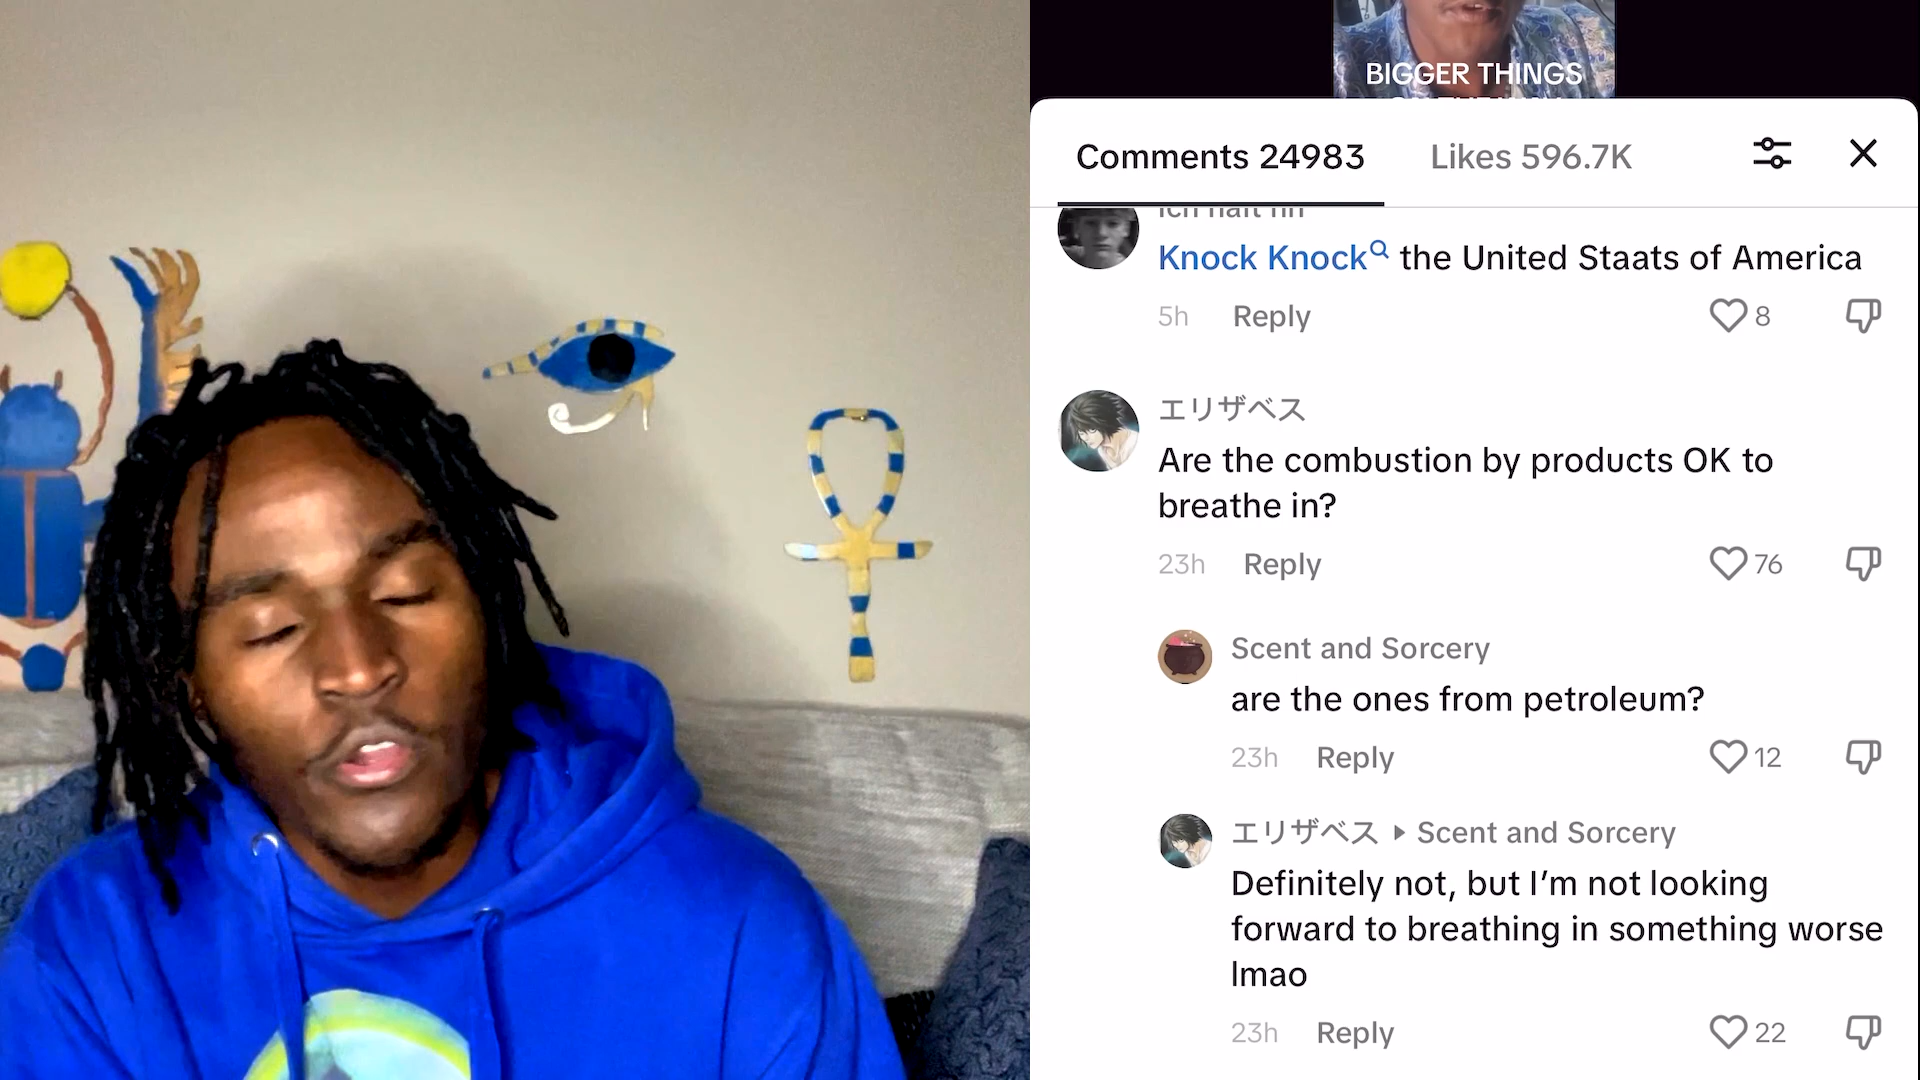 BIGGER THINGS
Comments 24983
Likes 596.7K
Knock Knock the United Staats of America
5h Reply 8
エリザベス
Are the combustion by products OK to
breathe in?
23h Reply 76
Scent and Sorcery
are the ones from petroleum?
23h Reply 12
エリザベス Scent and Sorcery
Definitely not, but I'm not looking
forward to breathing in something worse
lmao
23h Reply 22